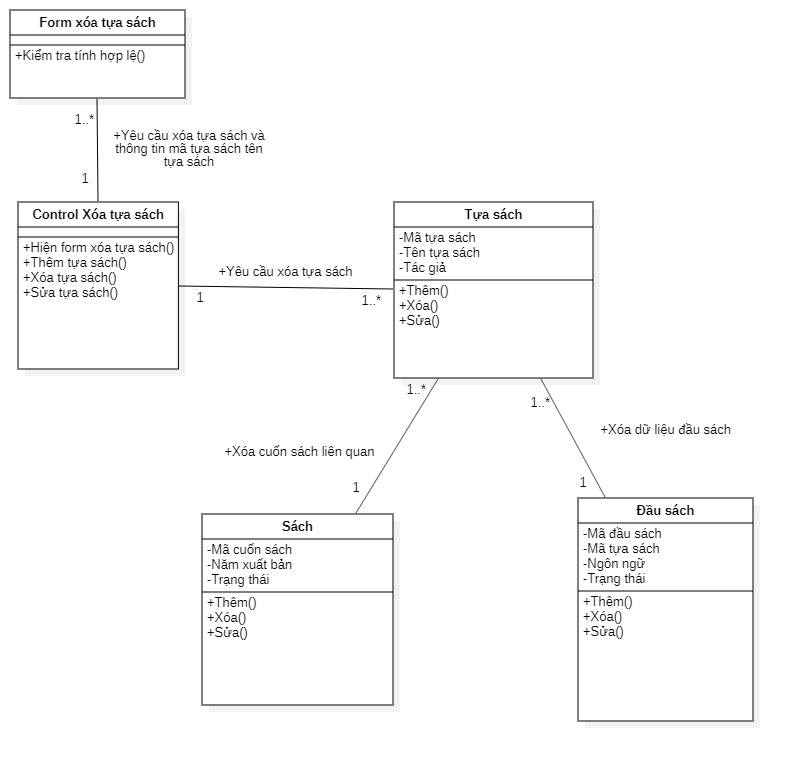 Form xóa tựa sách
+Kiểm tra tính hợp lệ()
1..*
+Yêu cầu xóa tựa sách và
thông tin mã tựa sách tên
tựa sách
1
Control Xóa tựa sách
+Hiện form xóa tựa sách()
+Thêm tựa sách()
+Xóa tựa sách()
+Sửa tựa sách()
+Yêu cầu xóa tựa sách
1
1..*
Tựa sách
-Mã tựa sách
-Tên tựa sách
-Tác giả
+Thêm()
+Xóa()
+Sửa()
1..*
1..*
+Xóa cuốn sách liên quan
+Xóa dữ liệu đầu sách
1
1
Sách
-Mã cuốn sách
-Năm xuất bản
-Trạng thái
+Thêm()
+Xóa()
+Sửa()
Đầu sách
-Mã đầu sách
-Mã tựa sách
-Ngôn ngữ
-Trạng thái
+Thêm()
+Xóa()
+Sửa()